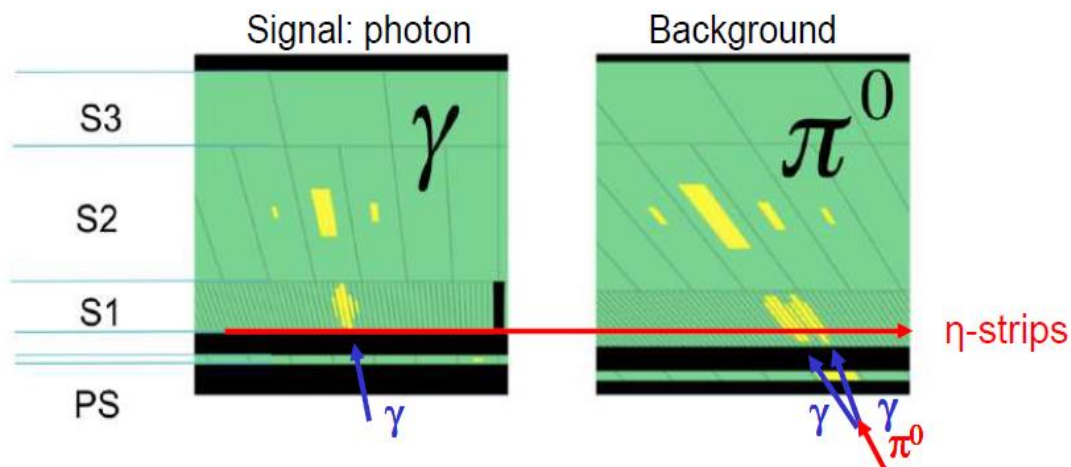 Signal: photon
Background
γ
π⁰
S3
S2
S1
η-strips
PS
γ
γ
γ
π⁰